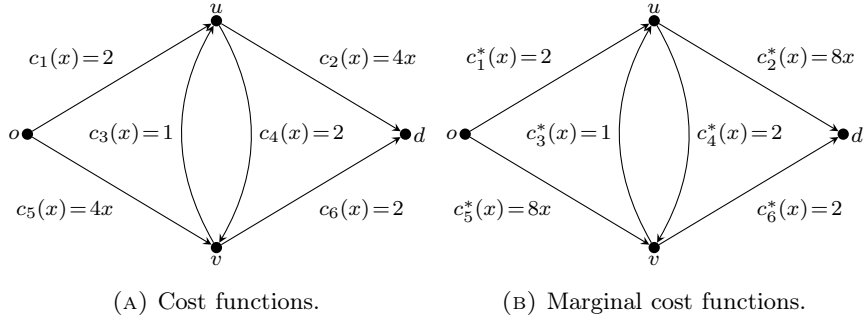 u u
c₁(x)=2 c₂(x)=4x c₁*(x)=2 c₂*(x)=8x
o c₃(x)=1 c₄(x)=2 d o c₃*(x)=1 c₄*(x)=2 d
c₅(x)=4x c₆(x)=2 c₅*(x)=8x c₆*(x)=2
v v
(A) Cost functions. (B) Marginal cost functions.